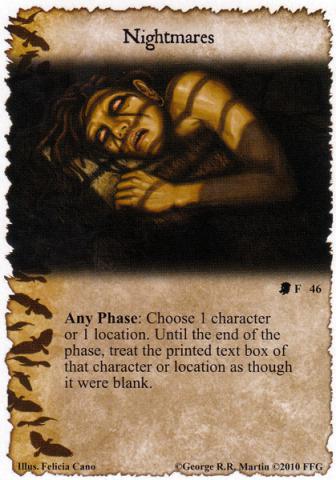 Nightmares
F 46
Any Phase: Choose 1 character
or 1 location. Until the end of the
phase, treat the printed text box of
that character or location as though
it were blank.
Illus. Felicia Cano ©George R.R. Martin ©2010 FFG